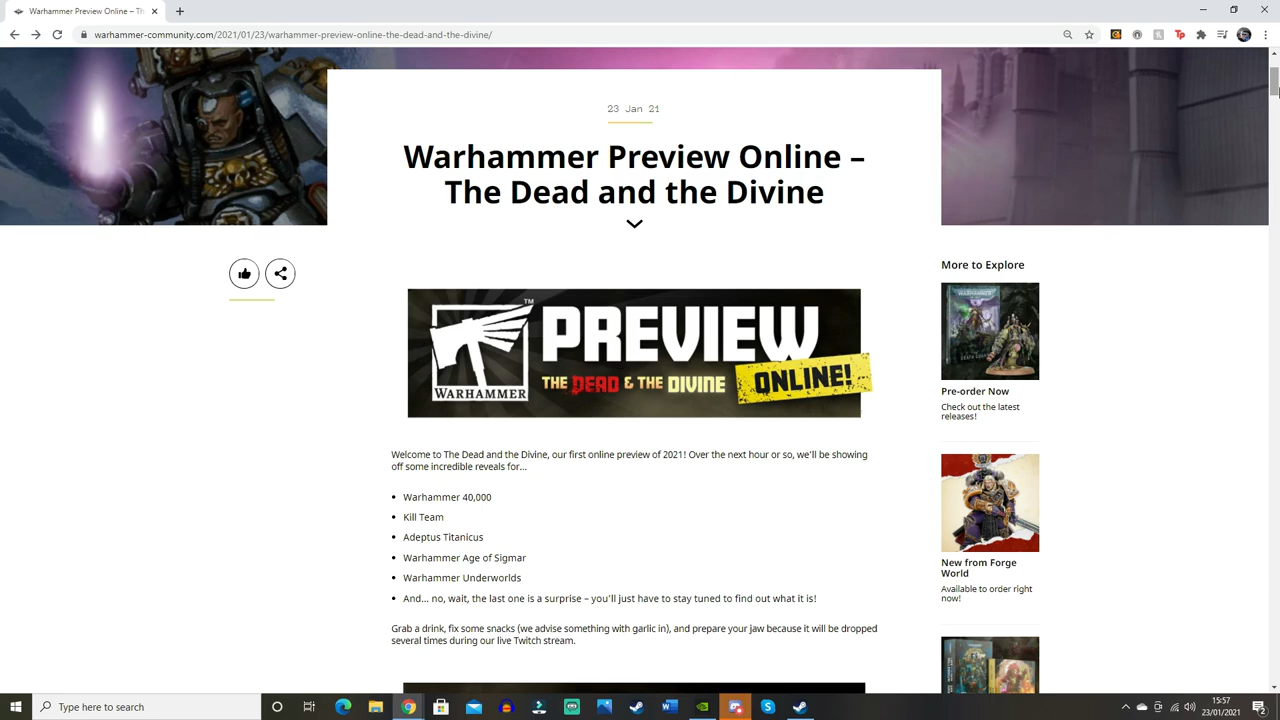 Warhammer Preview Online – Th
warhammer-community.com/2021/01/23/warhammer-preview-online-the-dead-and-the-divine/
23 Jan 21
Warhammer Preview Online –
The Dead and the Divine
WARHAMMER
™
PREVIEW
THE DEAD & THE DIVINE
ONLINE!
Welcome to The Dead and the Divine, our first online preview of 2021! Over the next hour or so, we'll be showing
off some incredible reveals for…
• Warhammer 40,000
• Kill Team
• Adeptus Titanicus
• Warhammer Age of Sigmar
• Warhammer Underworlds
• And… no, wait, the last one is a surprise – you'll just have to stay tuned to find out what it is!
Grab a drink, fix some snacks (we advise something with garlic in), and prepare your jaw because it will be dropped
several times during our live Twitch stream.
More to Explore
WARHAMMER
Pre-order Now
Check out the latest
releases!
New from Forge
World
Available to order right
now!
Type here to search
15:57
23/01/2021
2